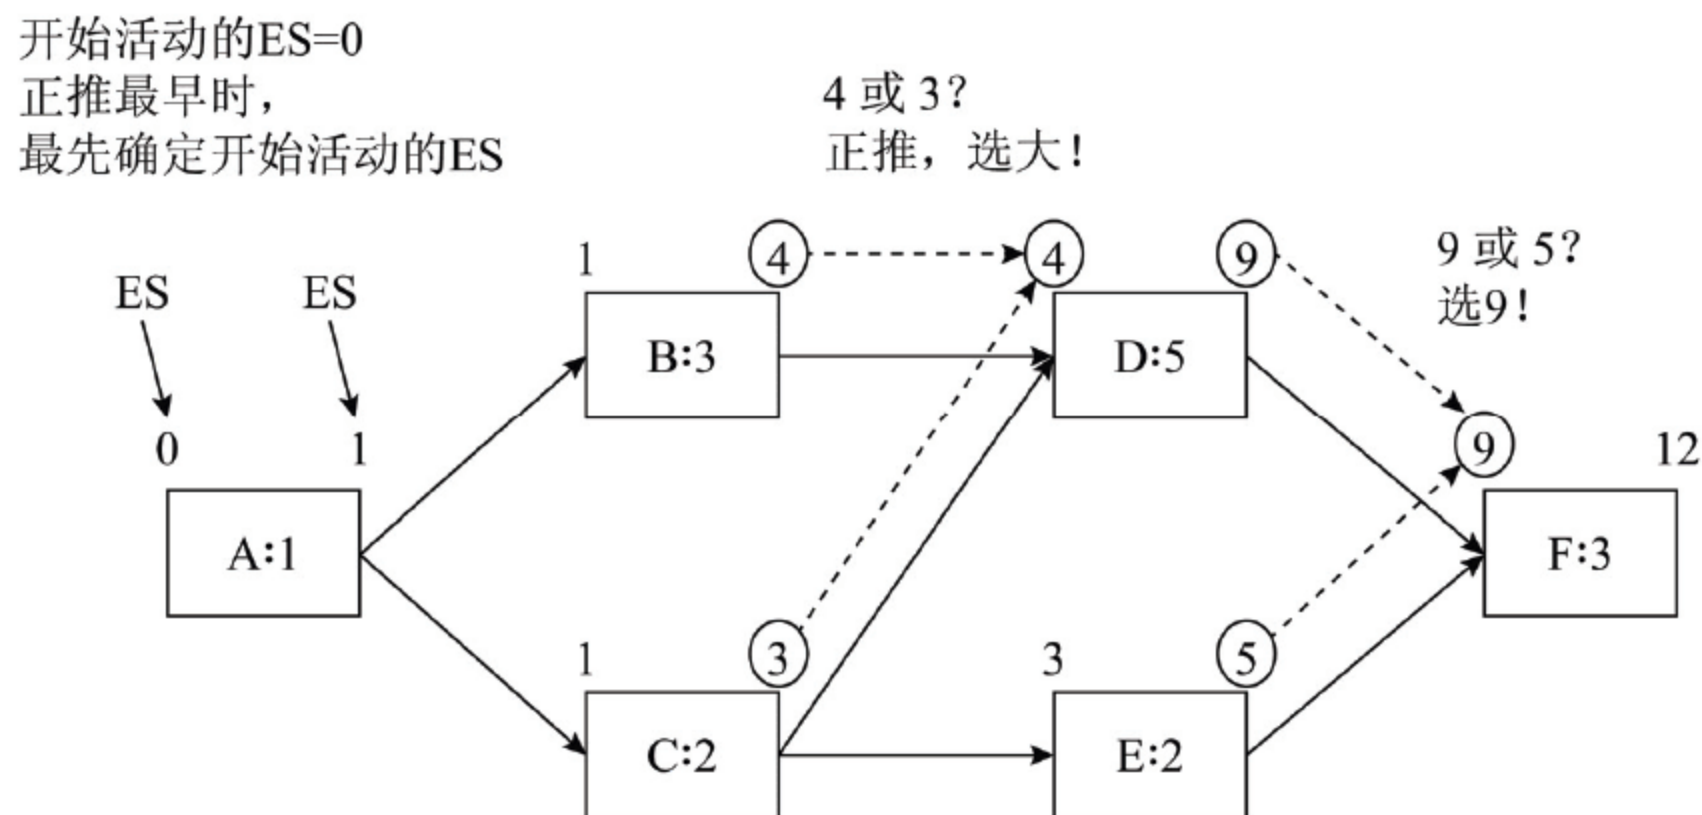 开始活动的ES=0
正推最早时，
最先确定开始活动的ES
4 或 3？
正推，选大！
9 或 5？
选9！
ES
ES
0
1
A:1
1
4
B:3
4
9
D:5
1
3
C:2
3
5
E:2
9
12
F:3